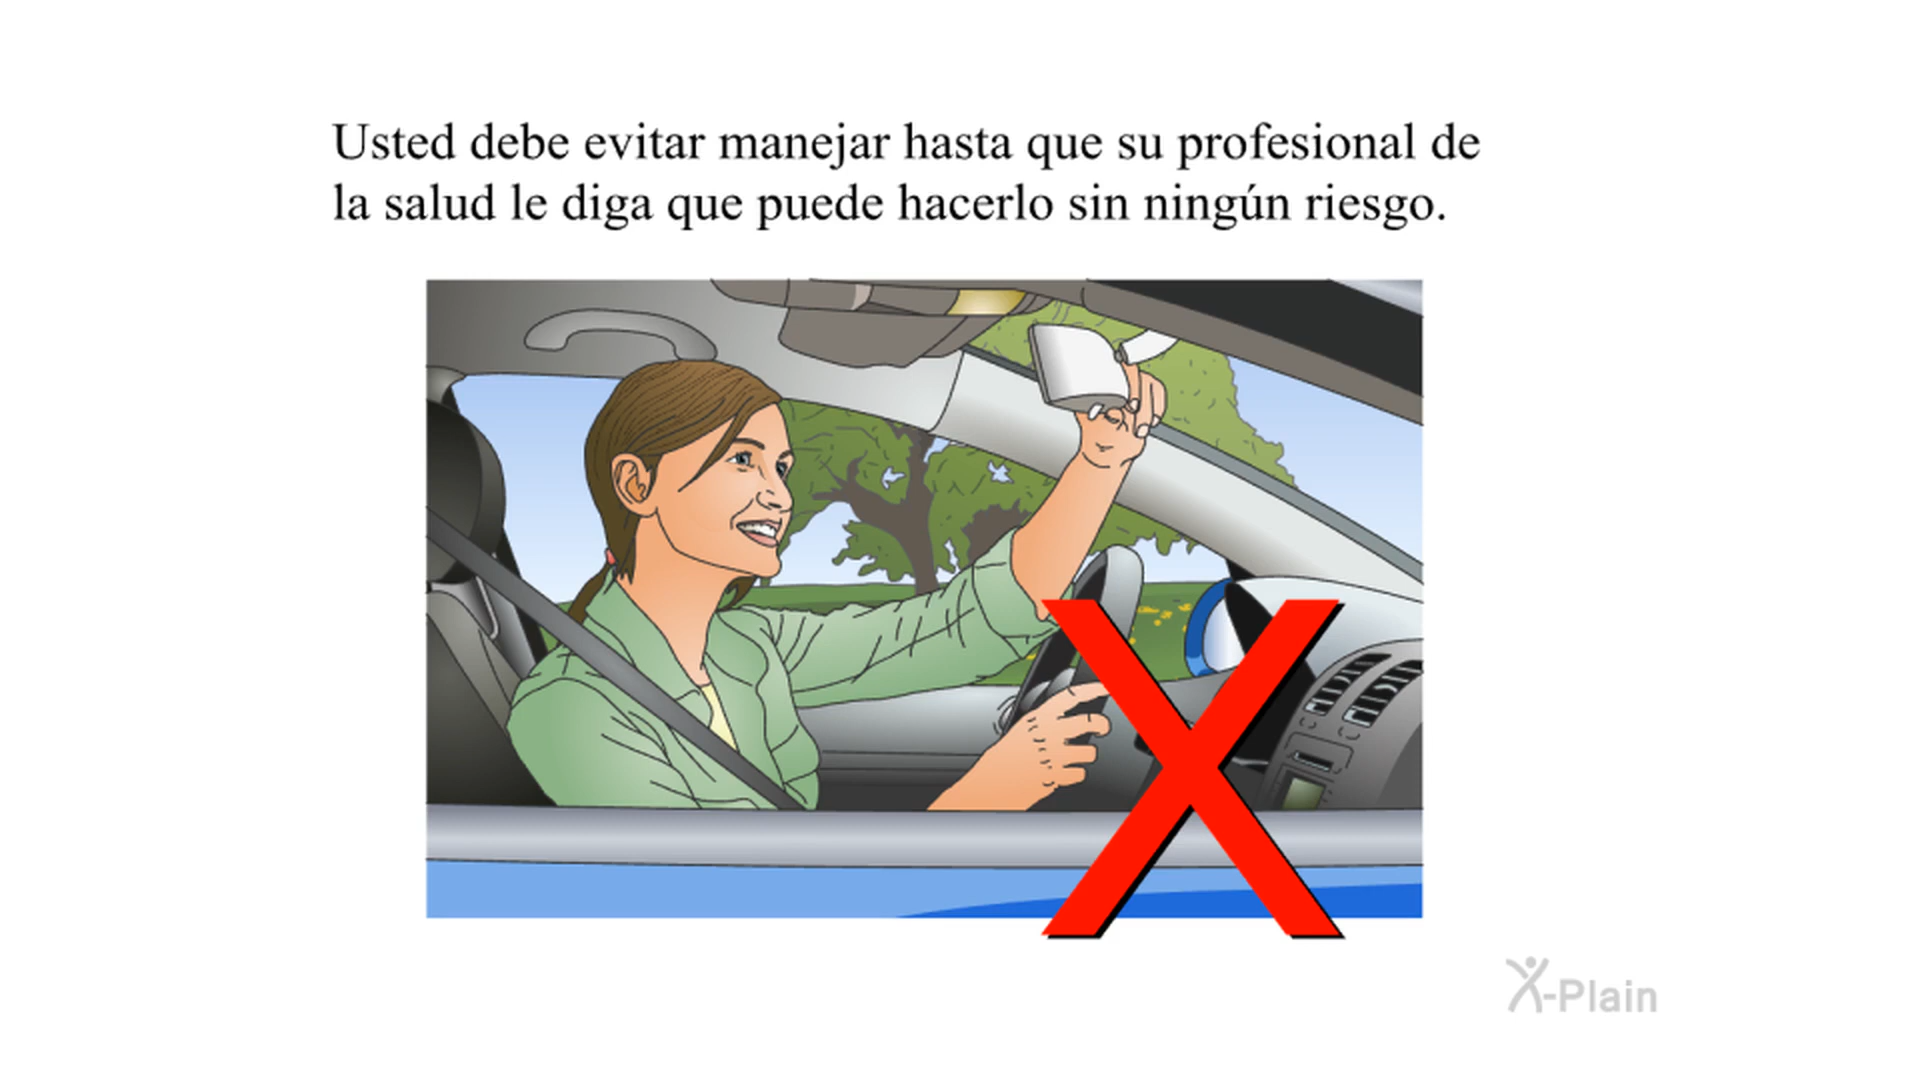 Usted debe evitar manejar hasta que su profesional de
la salud le diga que puede hacerlo sin ningún riesgo.
X-Plain